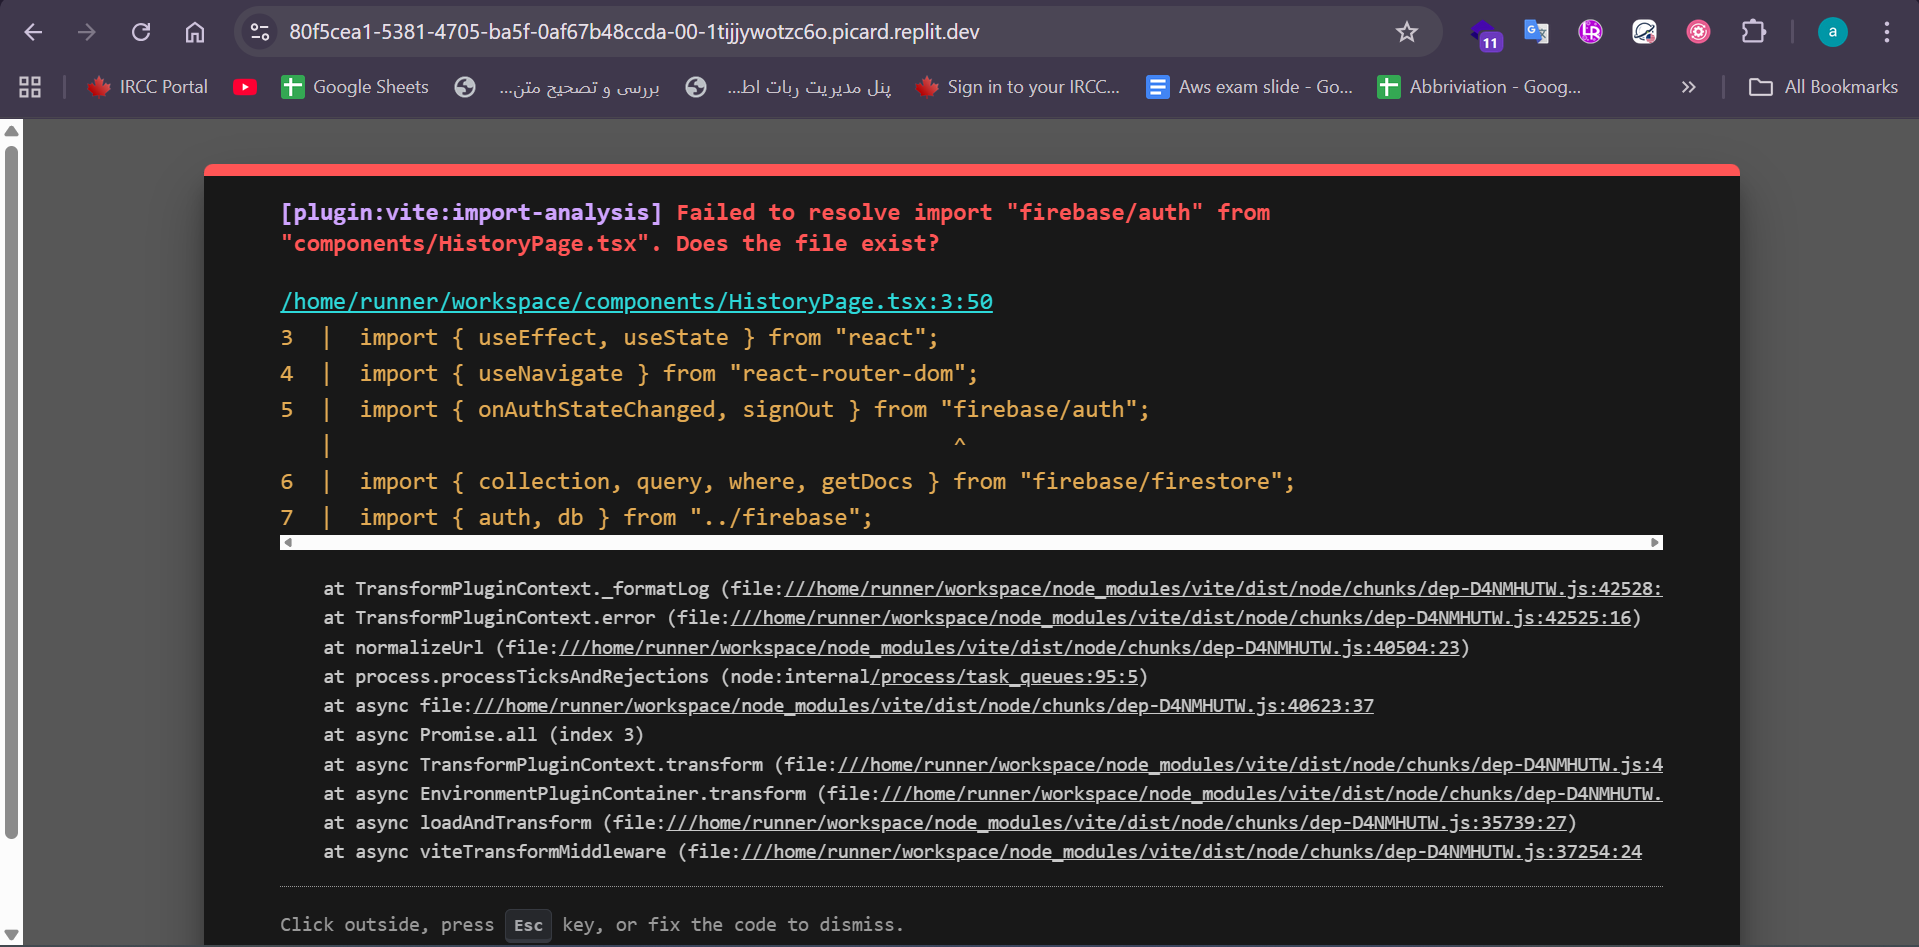 80f5cea1-5381-4705-ba5f-0af67b48ccda-00-1tijjywotzc6o.picard.replit.dev
11
a
IRCC Portal
Google Sheets
بررسی و تصحیح متن...
پنل مدیریت ربات اط...
Sign in to your IRCC...
Aws exam slide - Go...
Abbriviation - Goog...
»
All Bookmarks
[plugin:vite:import-analysis] Failed to resolve import "firebase/auth" from
"components/HistoryPage.tsx". Does the file exist?
/home/runner/workspace/components/HistoryPage.tsx:3:50
3 | import { useEffect, useState } from "react";
4 | import { useNavigate } from "react-router-dom";
5 | import { onAuthStateChanged, signOut } from "firebase/auth";
| ^
6 | import { collection, query, where, getDocs } from "firebase/firestore";
7 | import { auth, db } from "../firebase";
at TransformPluginContext._formatLog (file:///home/runner/workspace/node_modules/vite/dist/node/chunks/dep-D4NMHUTW.js:42528:
at TransformPluginContext.error (file:///home/runner/workspace/node_modules/vite/dist/node/chunks/dep-D4NMHUTW.js:42525:16)
at normalizeUrl (file:///home/runner/workspace/node_modules/vite/dist/node/chunks/dep-D4NMHUTW.js:40504:23)
at process.processTicksAndRejections (node:internal/process/task_queues:95:5)
at async file:///home/runner/workspace/node_modules/vite/dist/node/chunks/dep-D4NMHUTW.js:40623:37
at async Promise.all (index 3)
at async TransformPluginContext.transform (file:///home/runner/workspace/node_modules/vite/dist/node/chunks/dep-D4NMHUTW.js:4
at async EnvironmentPluginContainer.transform (file:///home/runner/workspace/node_modules/vite/dist/node/chunks/dep-D4NMHUTW.
at async loadAndTransform (file:///home/runner/workspace/node_modules/vite/dist/node/chunks/dep-D4NMHUTW.js:35739:27)
at async viteTransformMiddleware (file:///home/runner/workspace/node_modules/vite/dist/node/chunks/dep-D4NMHUTW.js:37254:24
Click outside, press Esc key, or fix the code to dismiss.